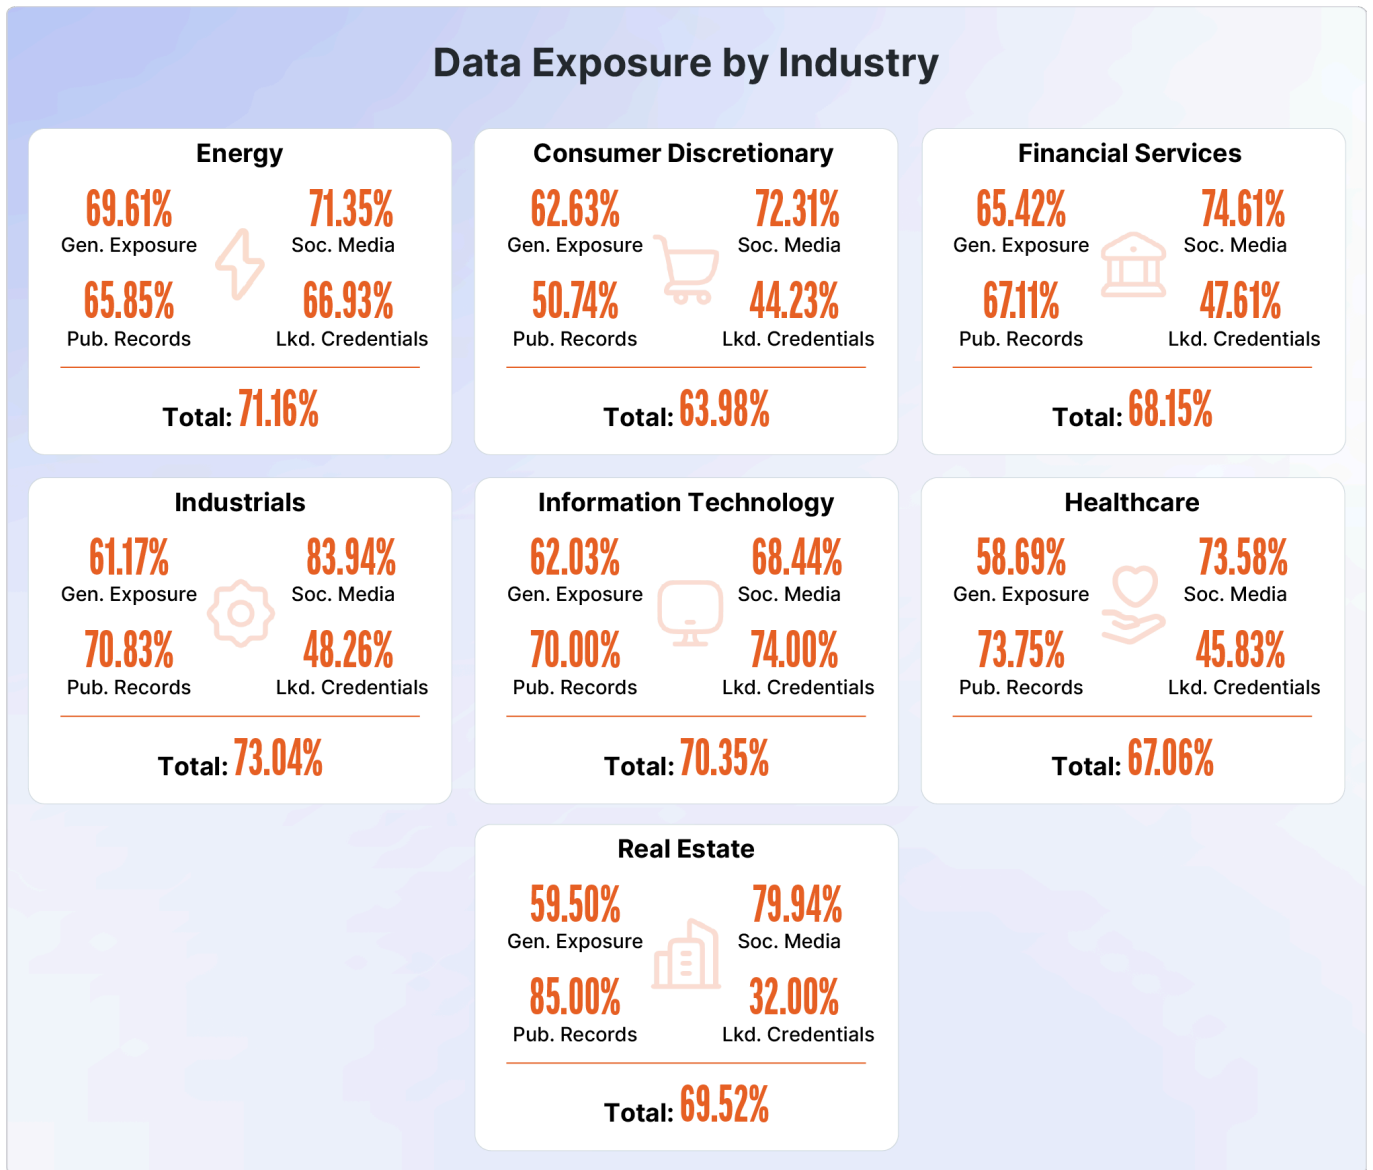 Data Exposure by Industry
Energy
69.61% 71.35%
Gen. Exposure Soc. Media
65.85% 66.93%
Pub. Records Lkd. Credentials
Total: 71.16%
Consumer Discretionary
62.63% 72.31%
Gen. Exposure Soc. Media
50.74% 44.23%
Pub. Records Lkd. Credentials
Total: 63.98%
Financial Services
65.42% 74.61%
Gen. Exposure Soc. Media
67.11% 47.61%
Pub. Records Lkd. Credentials
Total: 68.15%
Industrials
61.17% 83.94%
Gen. Exposure Soc. Media
70.83% 48.26%
Pub. Records Lkd. Credentials
Total: 73.04%
Information Technology
62.03% 68.44%
Gen. Exposure Soc. Media
70.00% 74.00%
Pub. Records Lkd. Credentials
Total: 70.35%
Healthcare
58.69% 73.58%
Gen. Exposure Soc. Media
73.75% 45.83%
Pub. Records Lkd. Credentials
Total: 67.06%
Real Estate
59.50% 79.94%
Gen. Exposure Soc. Media
85.00% 32.00%
Pub. Records Lkd. Credentials
Total: 69.52%